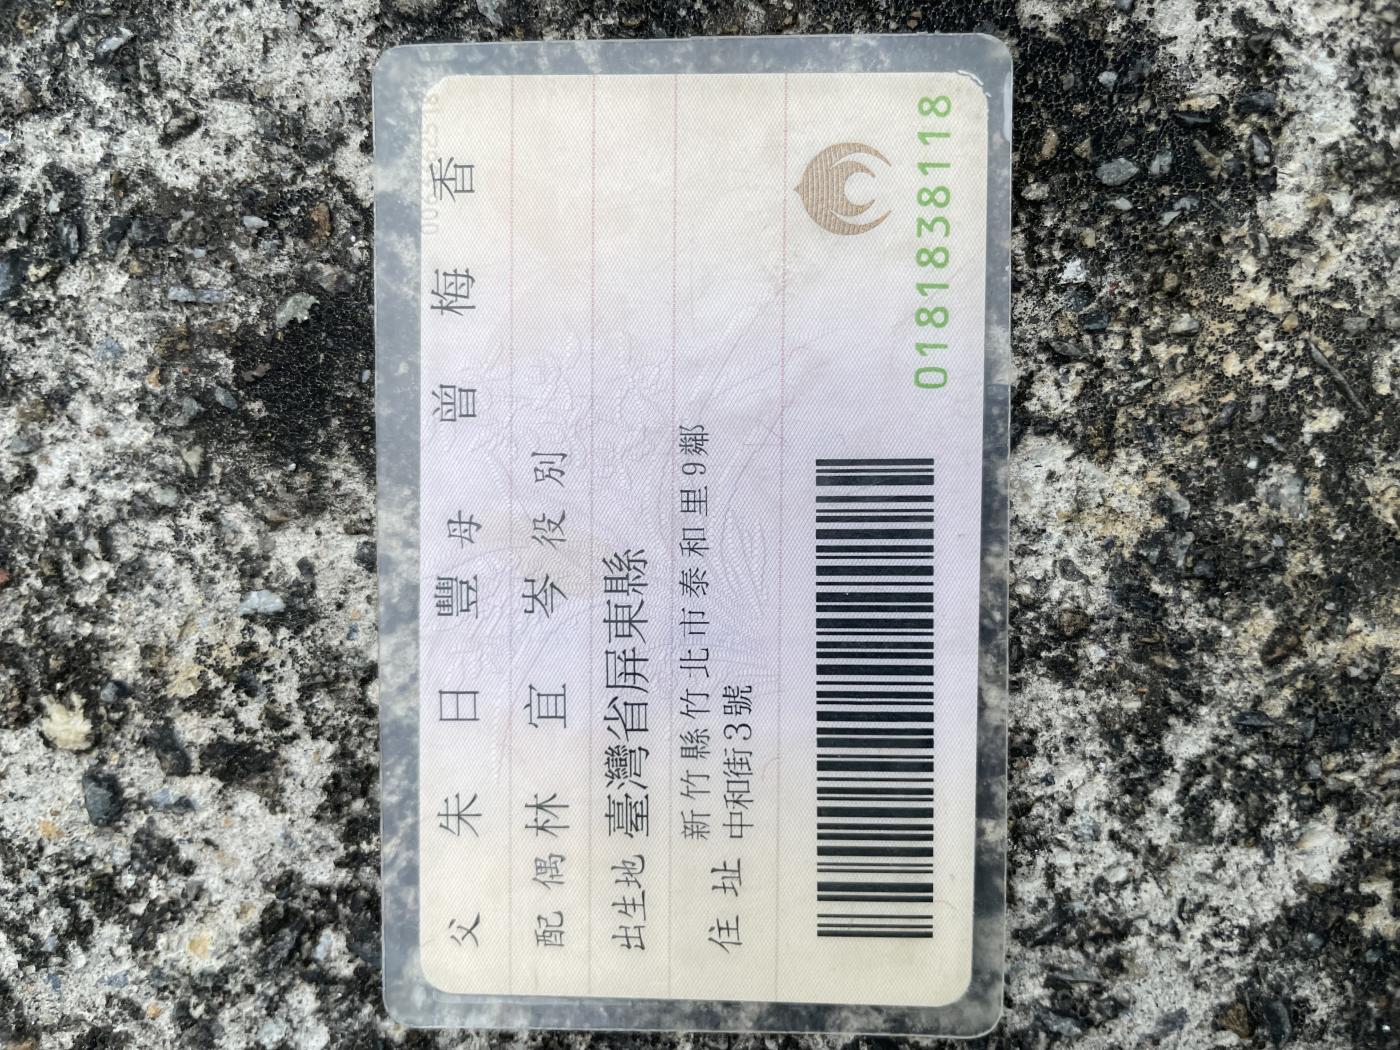 父 朱日豐 母 曾梅香
配偶 林宜岑 役別
出生地 臺灣省屏東縣
住址 新竹縣竹北市泰和里9鄰
中和街3號
0181838118